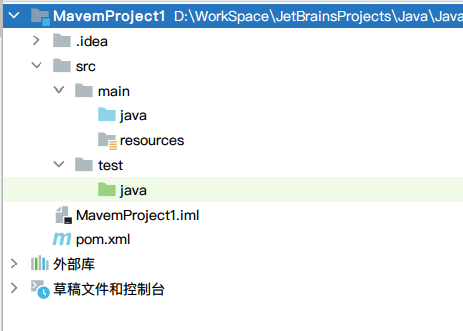 MavemProject1 D:\WorkSpace\JetBrainsProjects\Java\Java
.idea
src
main
java
resources
test
java
MavemProject1.iml
pom.xml
外部库
草稿文件和控制台